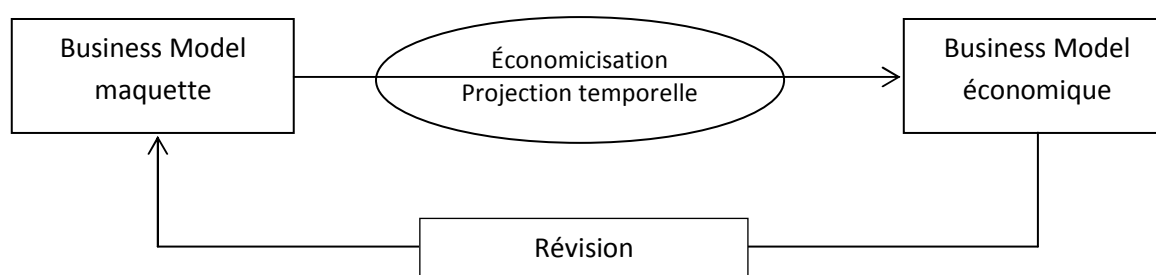 Business Model
maquette
Économicisation
Projection temporelle
Business Model
économique
Révision